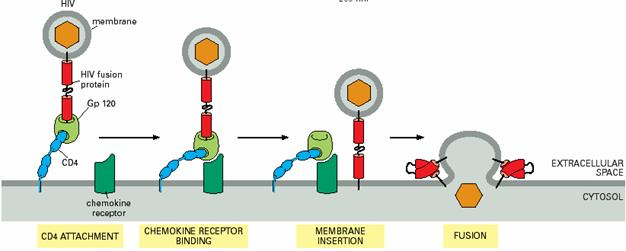 HIV
membrane
HIV fusion
protein
Gp 120
CD4
chemokine
receptor
EXTRACELLULAR
SPACE
CYTOSOL
CD4 ATTACHMENT
CHEMOKINE RECEPTOR
BINDING
MEMBRANE
INSERTION
FUSION